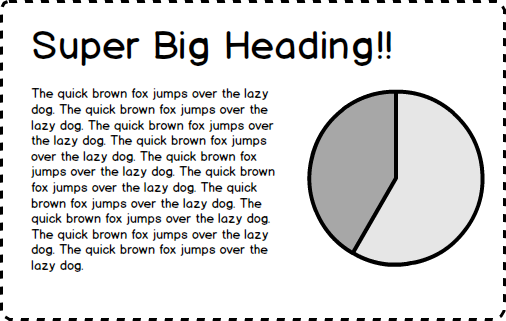 Super Big Heading!!
The quick brown fox jumps over the lazy
dog. The quick brown fox jumps over the
lazy dog. The quick brown fox jumps over
the lazy dog. The quick brown fox jumps
over the lazy dog. The quick brown fox
jumps over the lazy dog. The quick brown
fox jumps over the lazy dog. The quick
brown fox jumps over the lazy dog. The
quick brown fox jumps over the lazy dog.
The quick brown fox jumps over the lazy
dog. The quick brown fox jumps over the
lazy dog.